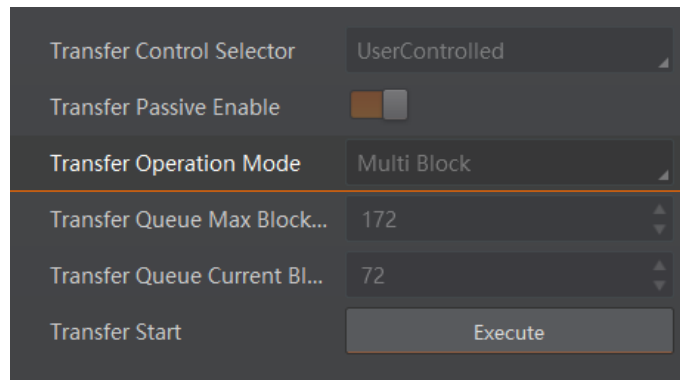 Transfer Control Selector UserControlled
Transfer Passive Enable
Transfer Operation Mode Multi Block
Transfer Queue Max Block... 172
Transfer Queue Current Bl... 72
Transfer Start Execute